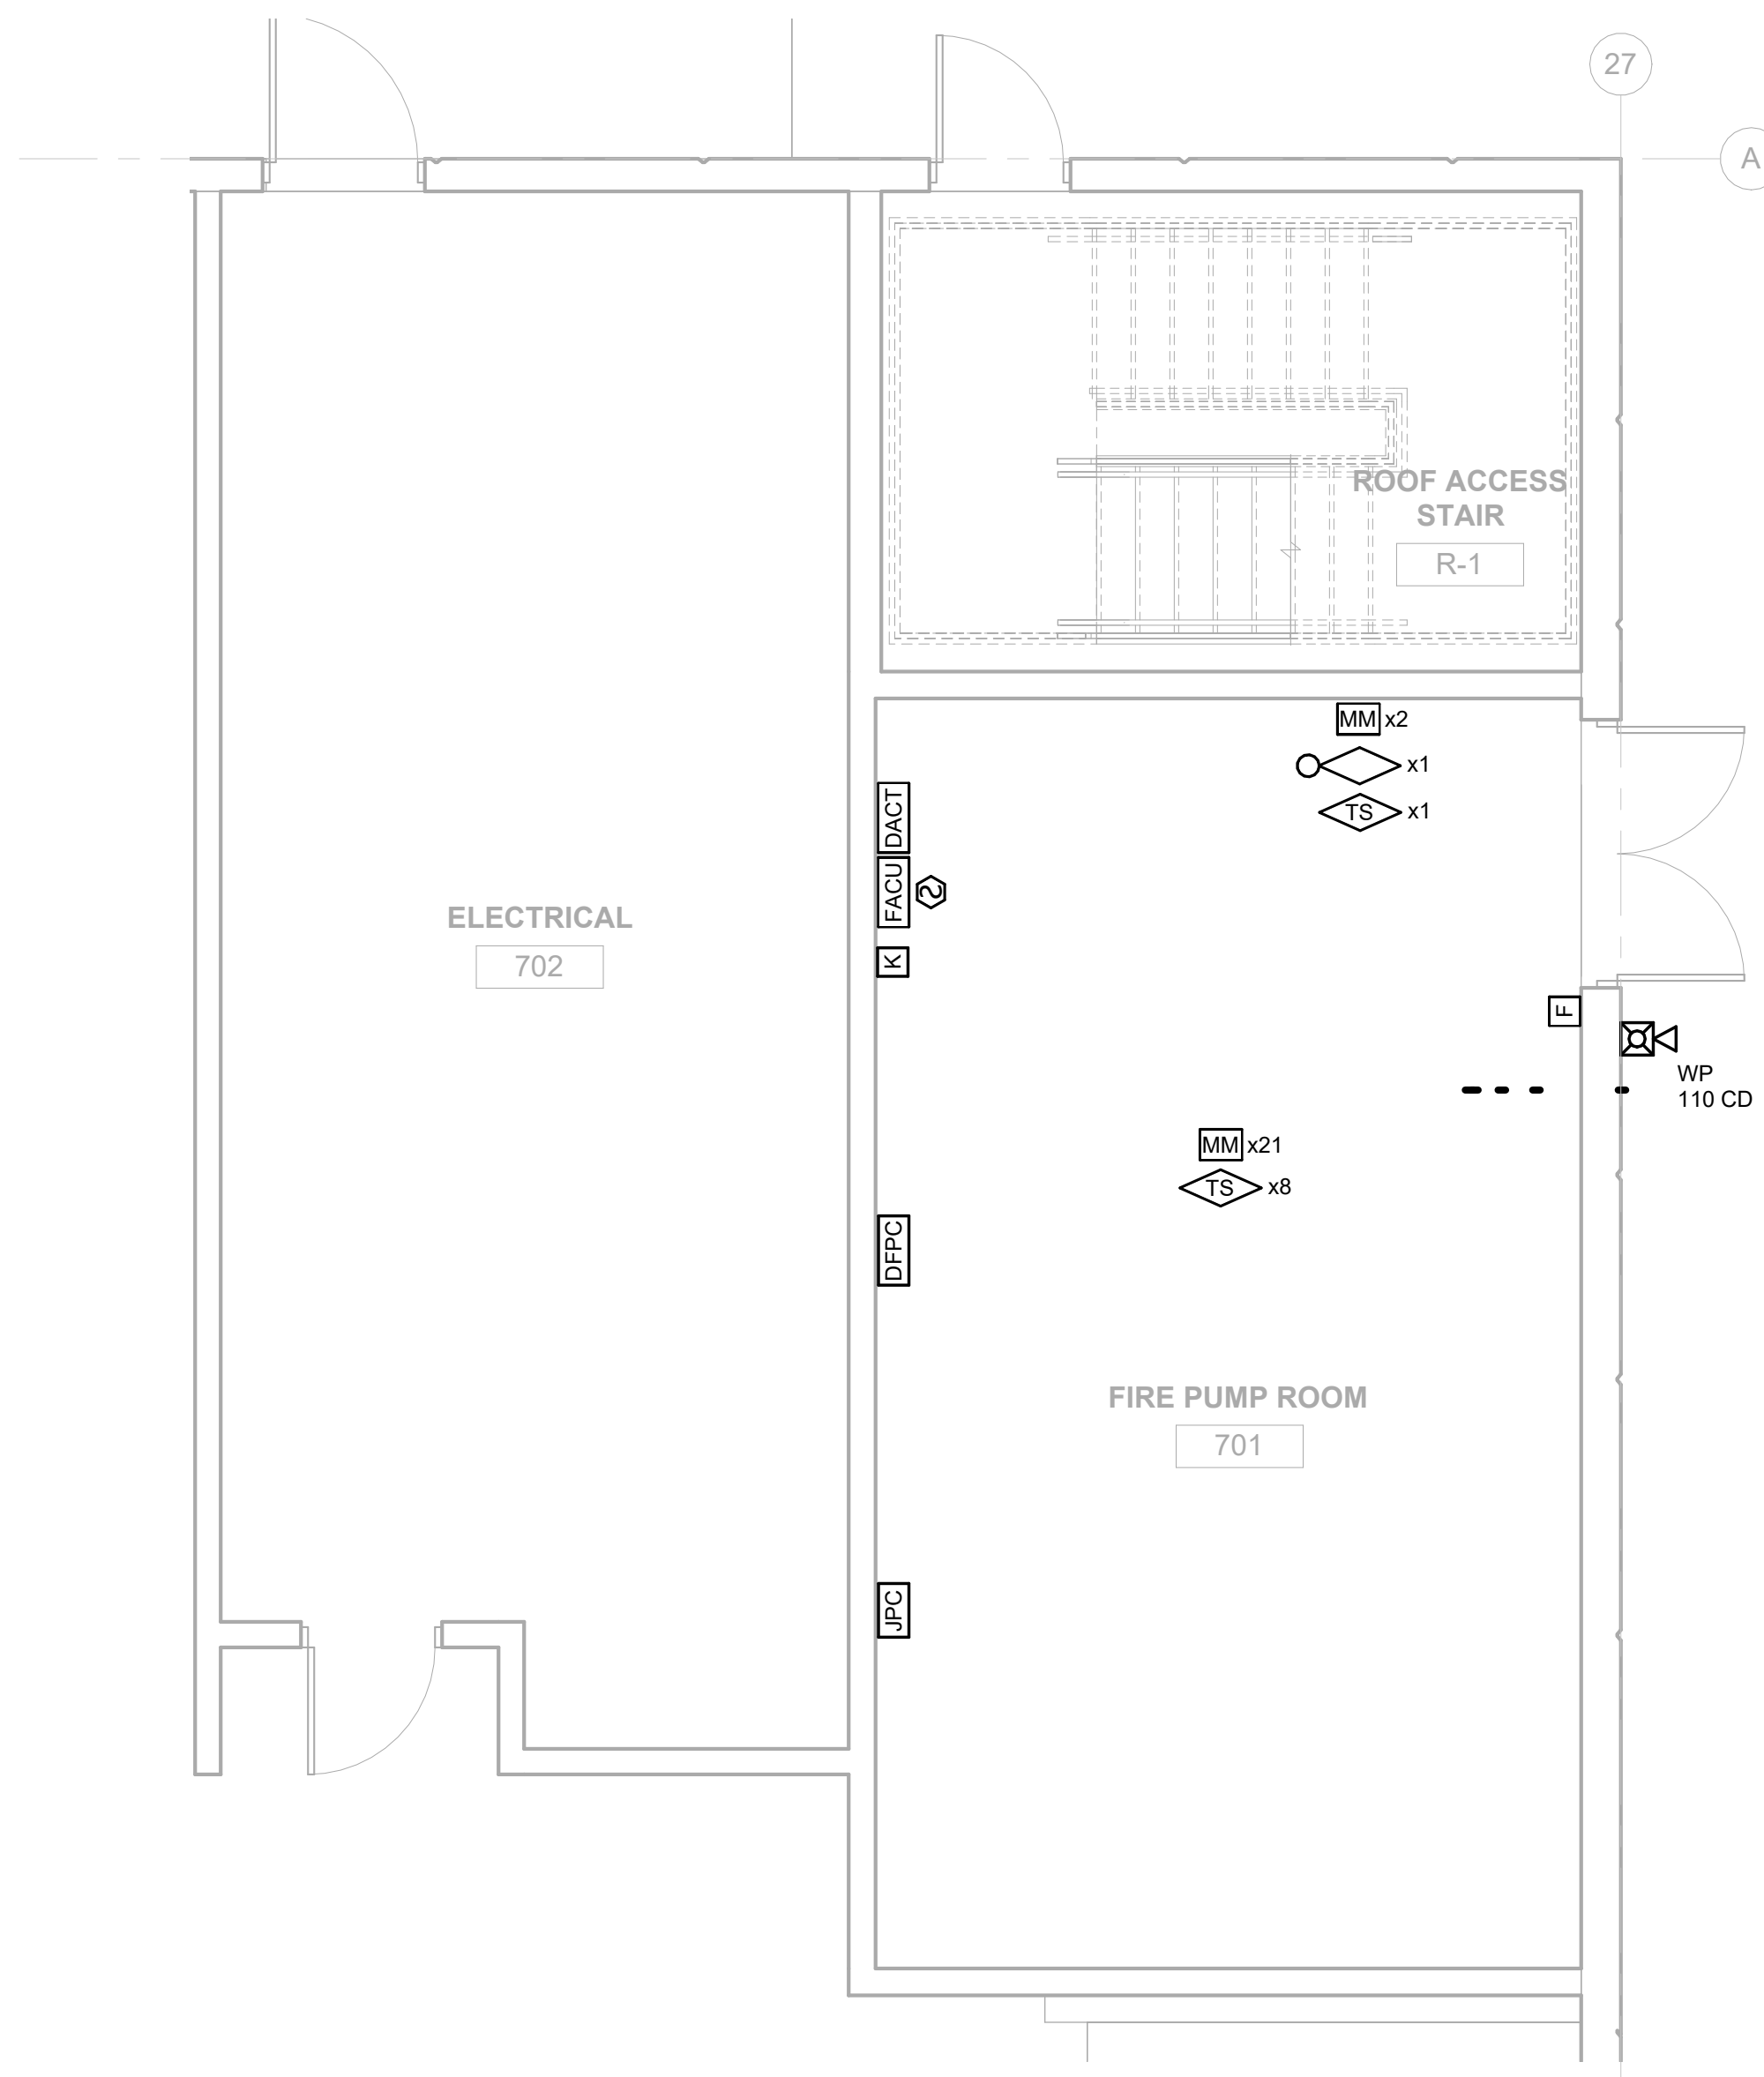 27
A
ROOF ACCESS
STAIR
R-1
MM x2
x1
TS x1
DACT
FACU
K
ELECTRICAL
702
F
WP
110 CD
MM x21
TS x8
DFPC
FIRE PUMP ROOM
701
JPC